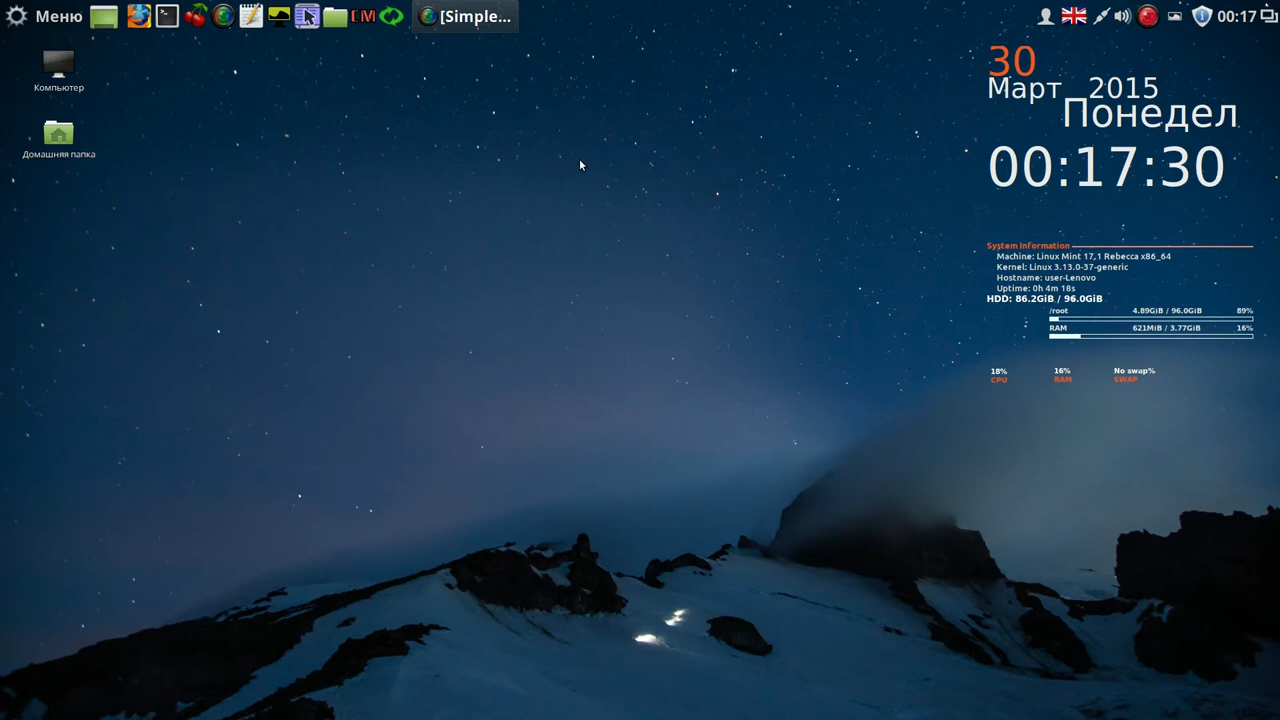 Меню
[Simple...
00:17
Компьютер
Домашняя папка
30
Март 2015
Понедел
00:17:30
System Information
Machine: Linux Mint 17,1 Rebecca x86_64
Kernel: Linux 3.13.0-37-generic
Hostname: user-Lenovo
Uptime: 0h 4m 18s
HDD: 86.2GiB / 96.0GiB
/root 4.89GiB / 96.0GiB 89%
RAM 621MiB / 3.77GiB 16%
18% 16% No swap%
CPU RAM SWAP